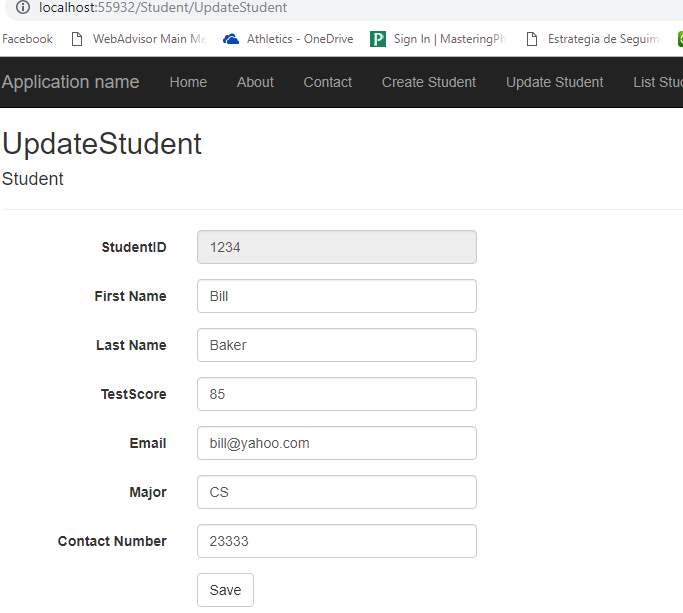 localhost:55932/Student/UpdateStudent
Facebook WebAdvisor Main Me Athletics - OneDrive Sign In | MasteringPh Estrategia de Seguim
Application name Home About Contact Create Student Update Student List Stu
UpdateStudent
Student
StudentID 1234
First Name Bill
Last Name Baker
TestScore 85
Email bill@yahoo.com
Major CS
Contact Number 23333
Save